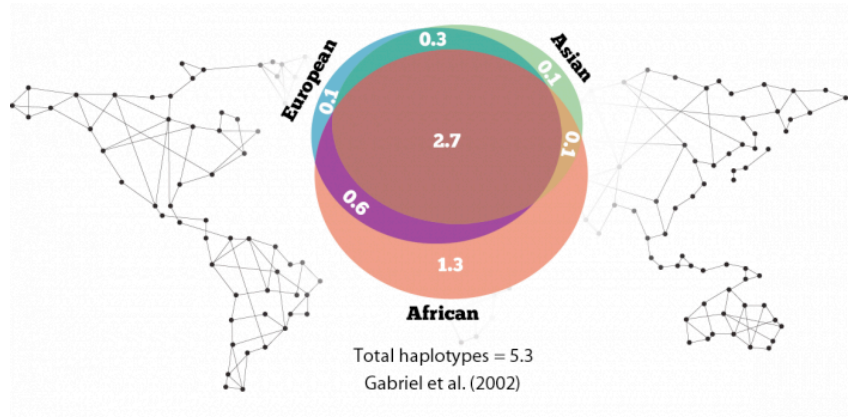 0.3
European
Asian
0.1
0.1
2.7
0.1
0.6
1.3
African
Total haplotypes = 5.3
Gabriel et al. (2002)